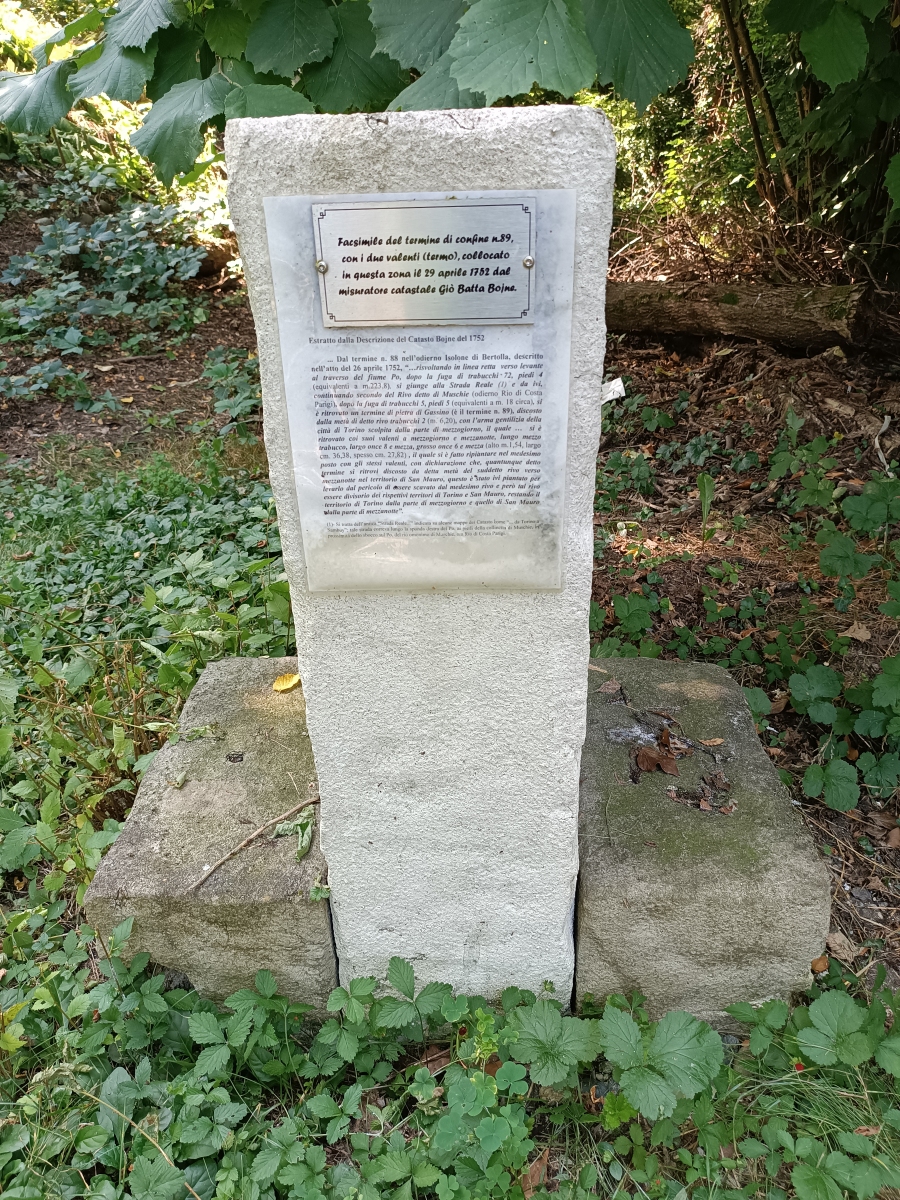 Facsimile del termine di confine n.89,
con i due valenti (termo), collocato
in questa zona il 29 aprile 1752 dal
misuratore catastale Giò Batta Bojne.
Estratto dalla Descrizione del Catasto Bojne del 1752
... Dal termine n. 88 nell'odierno Isolone di Bertolla, descritto
nell'atto del 26 aprile 1752, "...risvoltando in linea retta verso levante
al traverso del fiume Po, dopo la fuga di trabucchi 72, piedi 4
(equivalenti a m.223,8), si giunge alla Strada Reale (1) e da ivi,
continuando secondo del Rivo detto di Muschie (odierno Rio di Costa
Parigi), dopo la fuga di trabucchi 5, piedi 5 (equivalenti a m. 18 circa), si
è ritrovato un termine di pietra di Gassino (è il termine n. 89), discosto
dalla metà di detto rivo trabucchi 2 (m. 6,20), con l'arma gentilizia della
città di Torino scolpita dalla parte di mezzogiorno, il quale .... si è
ritrovato coi suoi valenti a mezzogiorno e mezzanotte, lungo mezzo
trabucco, largo once 8 e mezza, grosso once 6 e mezza (alto m.1,54, largo
cm. 36,38, spesso cm. 27,82) , il quale si è fatto ripiantare nel medesimo
posto con gli stessi valenti, con dichiarazione che, quantunque detto
termine si ritrovi discosto da detta metà del suddetto rivo verso
mezzanotte nel territorio di San Mauro, questo è stato ivi piantato per
levarlo dal pericolo di essere scavato dal medesimo rivo e però tal rivo
essere divisorio dei rispettivi territori di Torino e San Mauro, restando il
territorio di Torino dalla parte di mezzogiorno e quello di San Mauro
dalla parte di mezzanotte".